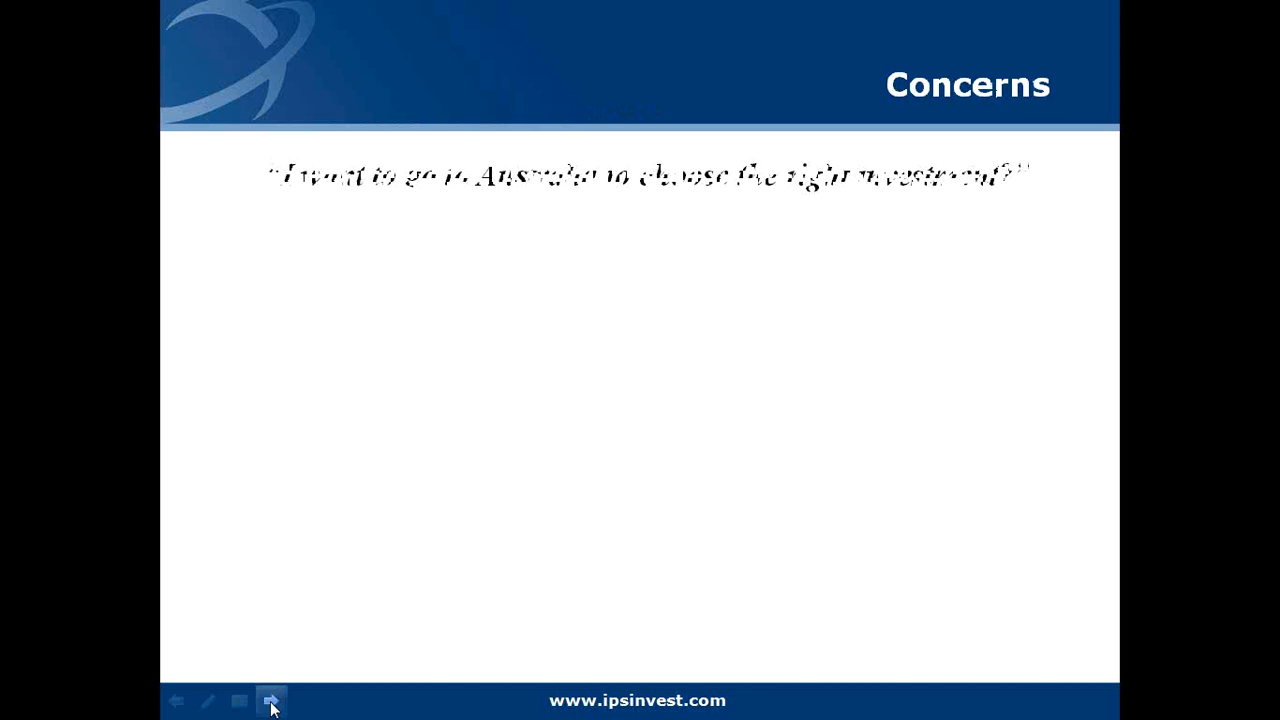 Concerns
"I want to go to Australia to choose the right investment"
www.ipsinvest.com